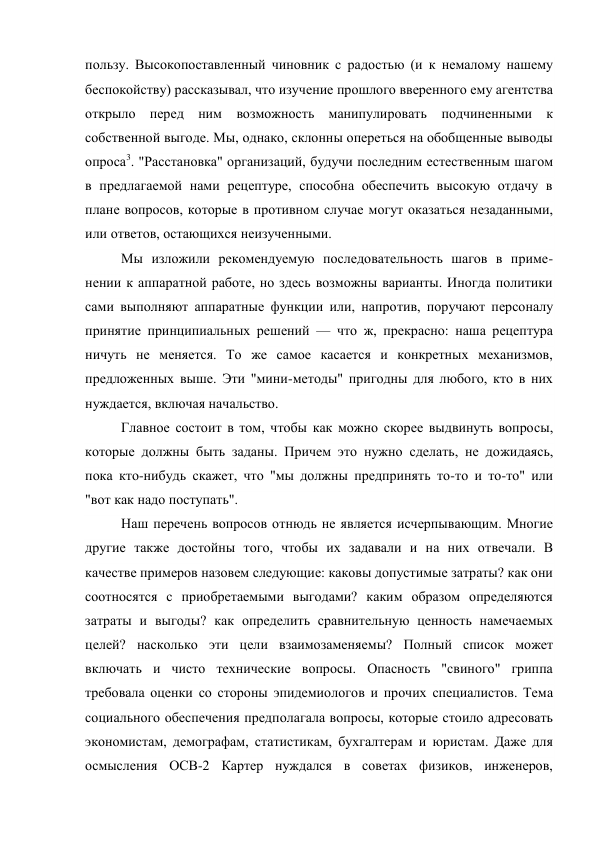 пользу. Высокопоставленный чиновник с радостью (и к немалому нашему
беспокойству) рассказывал, что изучение прошлого вверенного ему агентства
открыло перед ним возможность манипулировать подчиненными к
собственной выгоде. Мы, однако, склонны опереться на обобщенные выводы
опроса³. "Расстановка" организаций, будучи последним естественным шагом
в предлагаемой нами рецептуре, способна обеспечить высокую отдачу в
плане вопросов, которые в противном случае могут оказаться незаданными,
или ответов, остающихся неизученными.
Мы изложили рекомендуемую последовательность шагов в приме-
нении к аппаратной работе, но здесь возможны варианты. Иногда политики
сами выполняют аппаратные функции или, напротив, поручают персоналу
принятие принципиальных решений — что ж, прекрасно: наша рецептура
ничуть не меняется. То же самое касается и конкретных механизмов,
предложенных выше. Эти "мини-методы" пригодны для любого, кто в них
нуждается, включая начальство.
Главное состоит в том, чтобы как можно скорее выдвинуть вопросы,
которые должны быть заданы. Причем это нужно сделать, не дожидаясь,
пока кто-нибудь скажет, что "мы должны предпринять то-то и то-то" или
"вот как надо поступать".
Наш перечень вопросов отнюдь не является исчерпывающим. Многие
другие также достойны того, чтобы их задавали и на них отвечали. В
качестве примеров назовем следующие: каковы допустимые затраты? как они
соотносятся с приобретаемыми выгодами? каким образом определяются
затраты и выгоды? как определить сравнительную ценность намечаемых
целей? насколько эти цели взаимозаменяемы? Полный список может
включать и чисто технические вопросы. Опасность "свиного" гриппа
требовала оценки со стороны эпидемиологов и прочих специалистов. Тема
социального обеспечения предполагала вопросы, которые стоило адресовать
экономистам, демографам, статистикам, бухгалтерам и юристам. Даже для
осмысления ОСВ-2 Картер нуждался в советах физиков, инженеров,